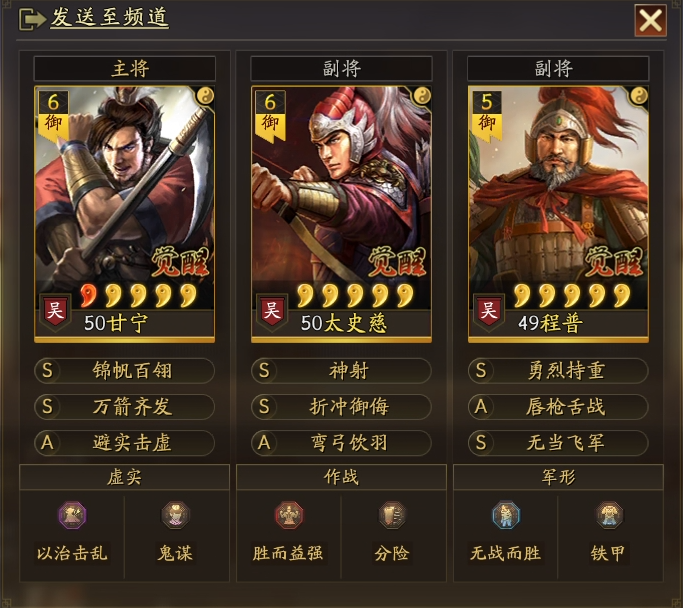 发送至频道
主将
副将
副将
6
御
6
御
5
御
觉醒
觉醒
觉醒
吴
50甘宁
吴
50太史慈
吴
49程普
S 锦帆百翎
S 神射
S 勇烈持重
S 万箭齐发
S 折冲御侮
A 唇枪舌战
A 避实击虚
A 弯弓饮羽
S 无当飞军
虚实
作战
军形
以治击乱
鬼谋
胜而益强
分险
无战而胜
铁甲